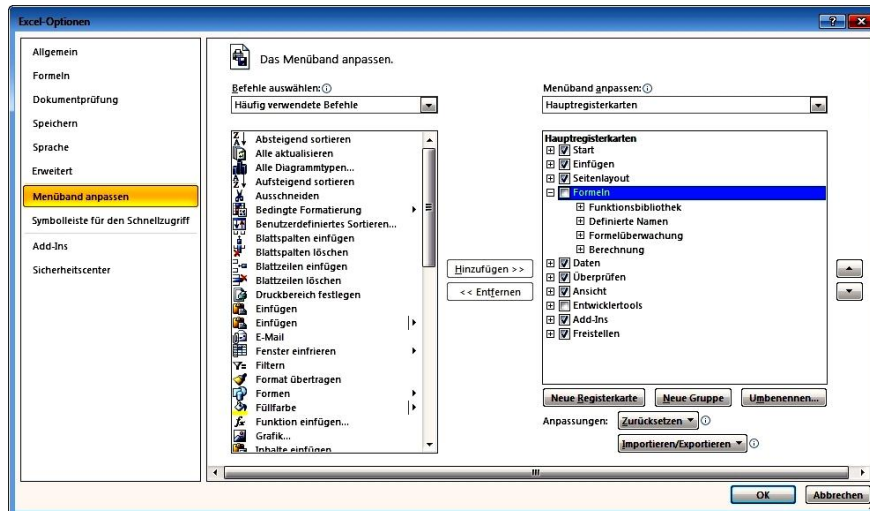 Excel-Optionen
Allgemein
Formeln
Dokumentprüfung
Speichern
Sprache
Erweitert
Menüband anpassen
Symbolleiste für den Schnellzugriff
Add-Ins
Sicherheitscenter
Das Menüband anpassen.
Befehle auswählen:
Häufig verwendete Befehle
Absteigend sortieren
Alle aktualisieren
Alle Diagrammtypen...
Aufsteigend sortieren
Ausschneiden
Bedingte Formatierung
Benutzerdefiniertes Sortieren...
Blattspalten einfügen
Blattspalten löschen
Blattzeilen einfügen
Blattzeilen löschen
Druckbereich festlegen
Einfügen
Einfügen
E-Mail
Fenster einfrieren
Filtern
Format übertragen
Formen
Füllfarbe
Funktion einfügen...
Grafik...
Inhalte einfügen
Hinzufügen >>
<< Entfernen
Menüband anpassen:
Hauptregisterkarten
Hauptregisterkarten
Start
Einfügen
Seitenlayout
Formeln
Funktionsbibliothek
Definierte Namen
Formelüberwachung
Berechnung
Daten
Überprüfen
Ansicht
Entwicklertools
Add-Ins
Freistellen
Neue Registerkarte Neue Gruppe Umbenennen...
Anpassungen: Zurücksetzen
Importieren/Exportieren
OK Abbrechen